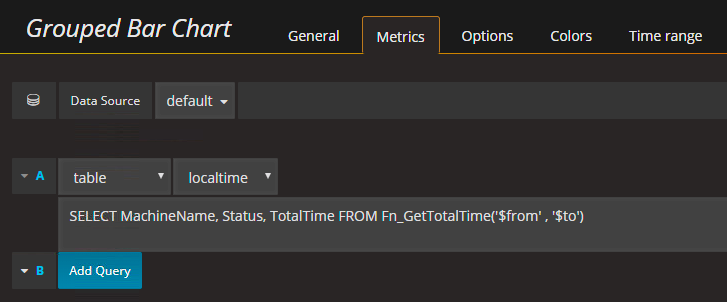 Grouped Bar Chart General Metrics Options Colors Time range
Data Source default
A table localtime
SELECT MachineName, Status, TotalTime FROM Fn_GetTotalTime('$from' , '$to')
B Add Query